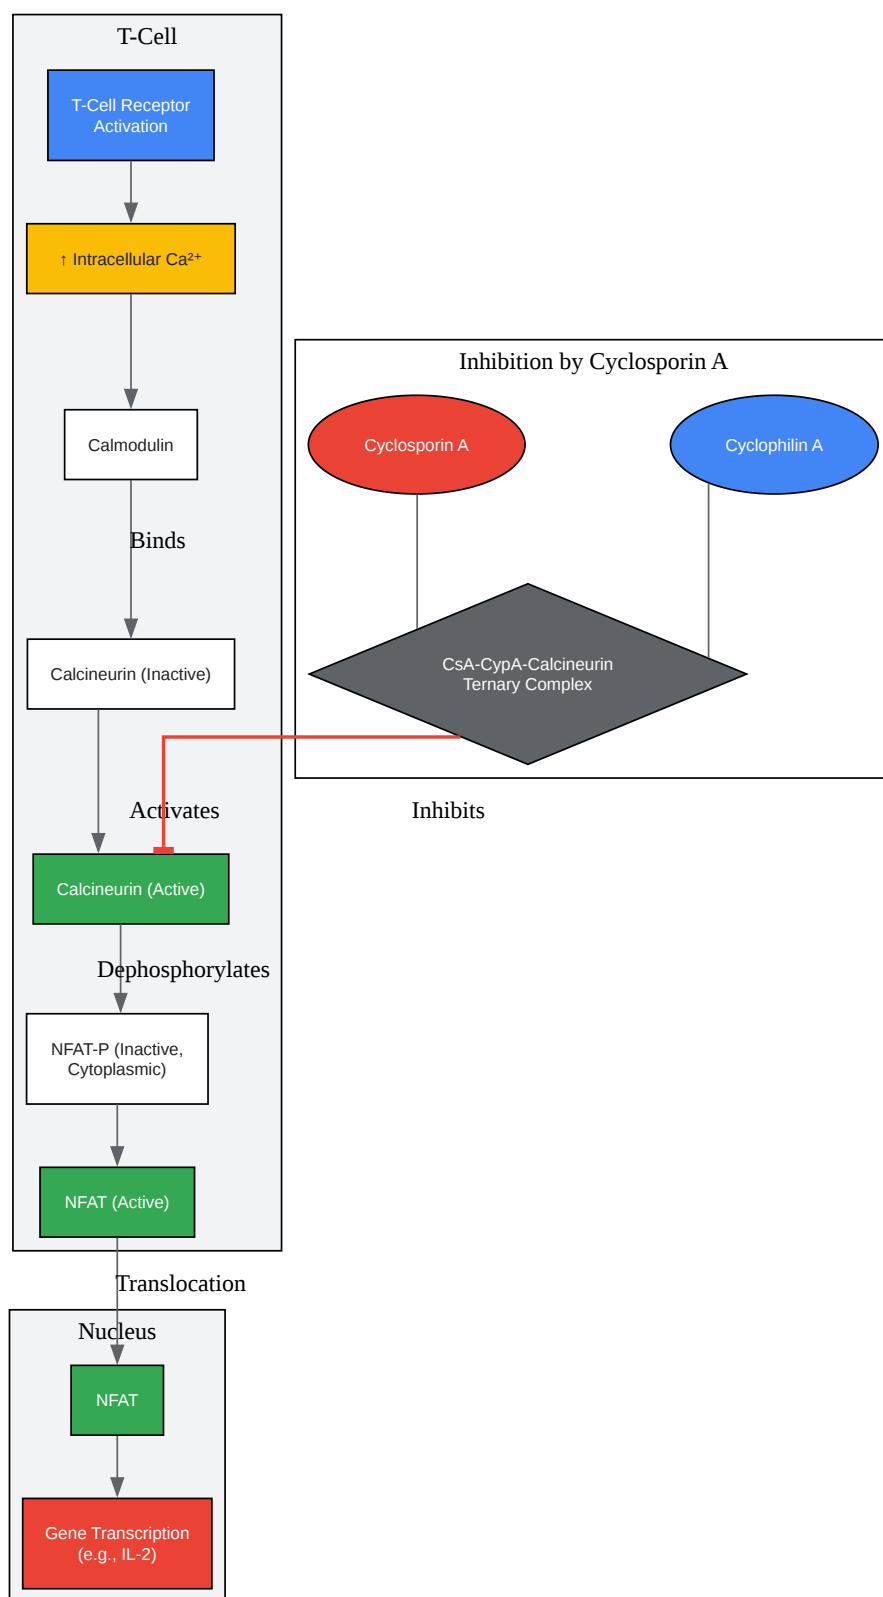 T-Cell
T-Cell Receptor
Activation
↑ Intracellular Ca²⁺
Inhibition by Cyclosporin A
Cyclosporin A
Cyclophilin A
Calmodulin
Binds
Calcineurin (Inactive)
CsA-CypA-Calcineurin
Ternary Complex
Activates
Inhibits
Calcineurin (Active)
Dephosphorylates
NFAT-P (Inactive,
Cytoplasmic)
NFAT (Active)
Translocation
Nucleus
NFAT
Gene Transcription
(e.g., IL-2)